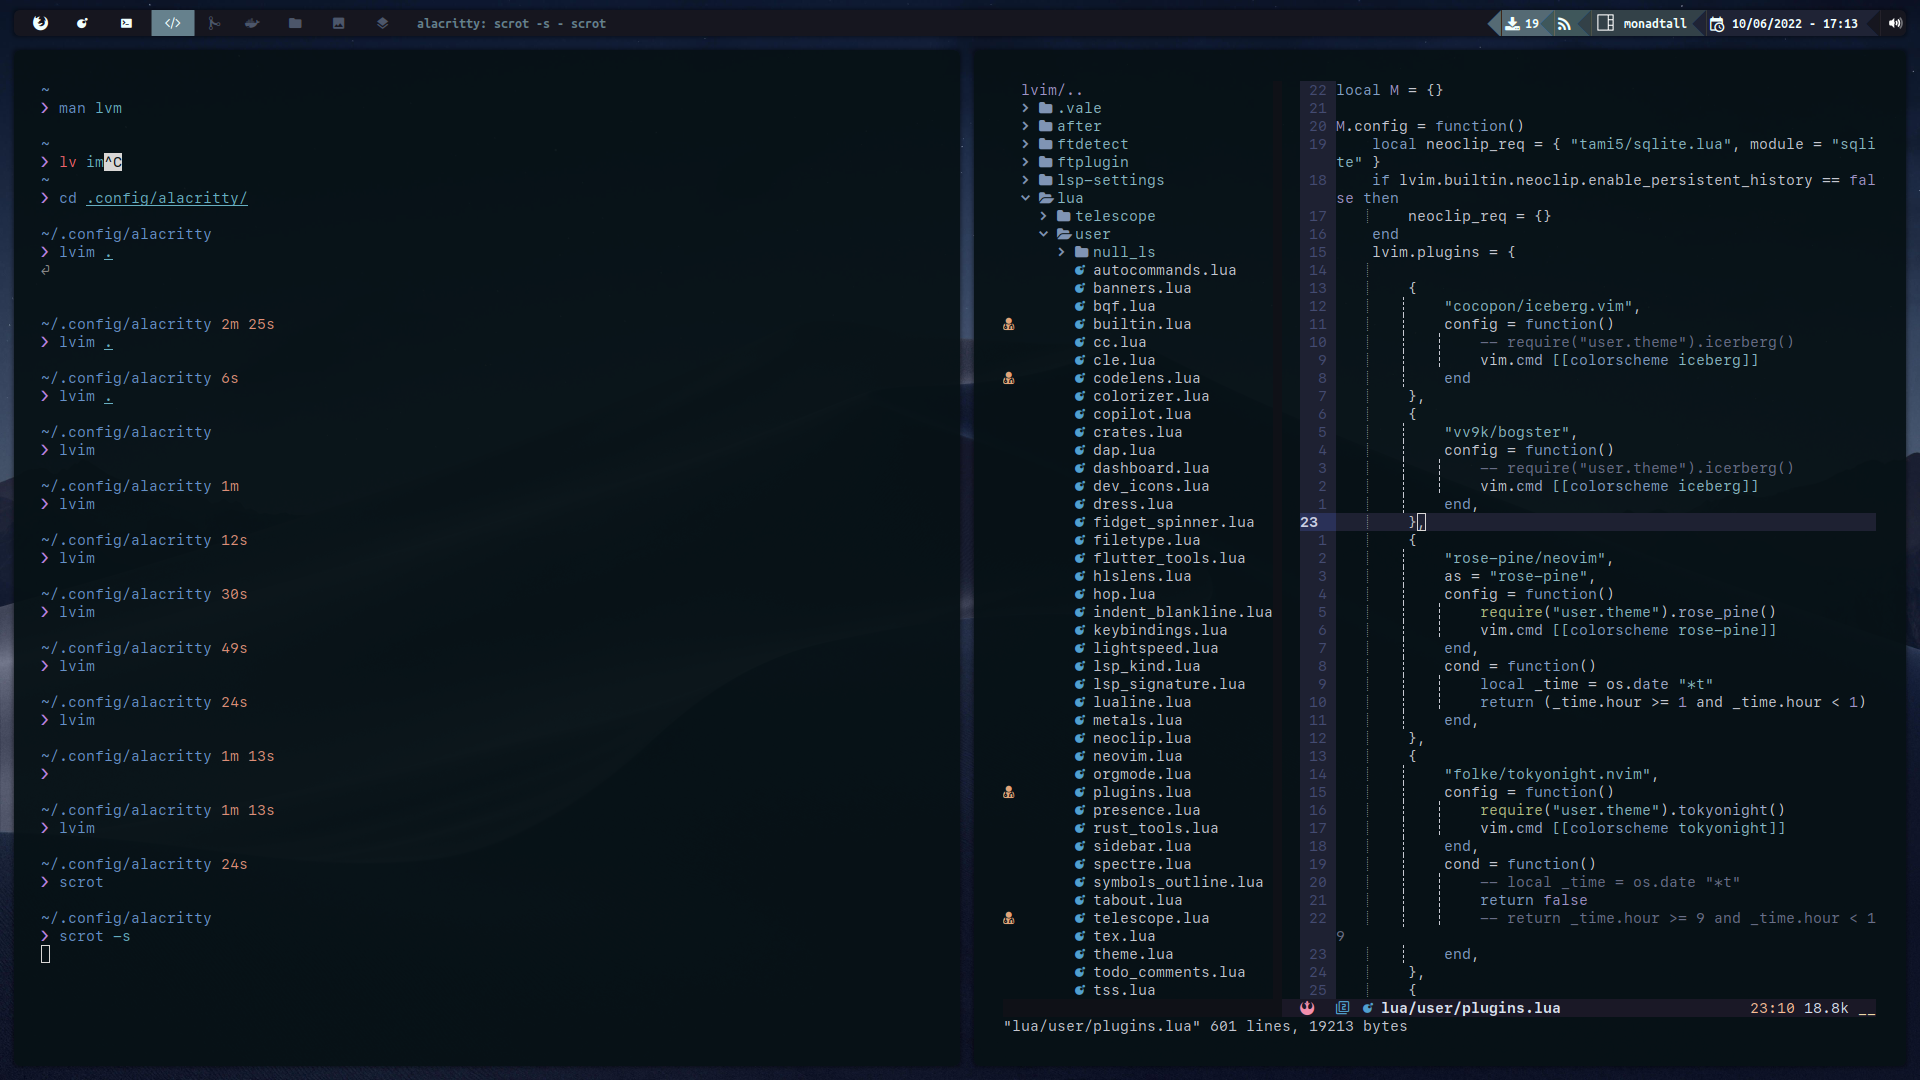 </> alacritty: scrot -s - scrot 19 monadtall 10/06/2022 - 17:13
~
❯ man lvm
~
❯ lv im^C
~
❯ cd .config/alacritty/
~/.config/alacritty
❯ lvim .
~/.config/alacritty 2m 25s
❯ lvim .
~/.config/alacritty 6s
❯ lvim .
~/.config/alacritty
❯ lvim
~/.config/alacritty 1m
❯ lvim
~/.config/alacritty 12s
❯ lvim
~/.config/alacritty 30s
❯ lvim
~/.config/alacritty 49s
❯ lvim
~/.config/alacritty 24s
❯ lvim
~/.config/alacritty 1m 13s
❯
~/.config/alacritty 1m 13s
❯ lvim
~/.config/alacritty 24s
❯ scrot
~/.config/alacritty
❯ scrot -s
lvim/..
.vale
after
ftdetect
ftplugin
lsp-settings
lua
telescope
user
null_ls
autocommands.lua
banners.lua
bqf.lua
builtin.lua
cc.lua
cle.lua
codelens.lua
colorizer.lua
copilot.lua
crates.lua
dap.lua
dashboard.lua
dev_icons.lua
dress.lua
fidget_spinner.lua
filetype.lua
flutter_tools.lua
hlslens.lua
hop.lua
indent_blankline.lua
keybindings.lua
lightspeed.lua
lsp_kind.lua
lsp_signature.lua
lualine.lua
metals.lua
neoclip.lua
neovim.lua
orgmode.lua
plugins.lua
presence.lua
rust_tools.lua
sidebar.lua
spectre.lua
symbols_outline.lua
tabout.lua
telescope.lua
tex.lua
theme.lua
todo_comments.lua
tss.lua
22 local M = {}
21
20 M.config = function()
19 local neoclip_req = { "tami5/sqlite.lua", module = "sqli
te" }
18 if lvim.builtin.neoclip.enable_persistent_history == fal
se then
17 neoclip_req = {}
16 end
15 lvim.plugins = {
14
13 {
12 "cocopon/iceberg.vim",
11 config = function()
10 -- require("user.theme").icerberg()
9 vim.cmd [[colorscheme iceberg]]
8 end
7 },
6 {
5 "vv9k/bogster",
4 config = function()
3 -- require("user.theme").icerberg()
2 vim.cmd [[colorscheme iceberg]]
1 end,
23 },
1 {
2 "rose-pine/neovim",
3 as = "rose-pine",
4 config = function()
5 require("user.theme").rose_pine()
6 vim.cmd [[colorscheme rose-pine]]
7 end,
8 cond = function()
9 local _time = os.date "*t"
10 return (_time.hour >= 1 and _time.hour < 1)
11 end,
12 },
13 {
14 "folke/tokyonight.nvim",
15 config = function()
16 require("user.theme").tokyonight()
17 vim.cmd [[colorscheme tokyonight]]
18 end,
19 cond = function()
20 -- local _time = os.date "*t"
21 return false
22 -- return _time.hour >= 9 and _time.hour < 1
9
23 end,
24 },
25 {
lua/user/plugins.lua 23:10 18.8k __
"lua/user/plugins.lua" 601 lines, 19213 bytes